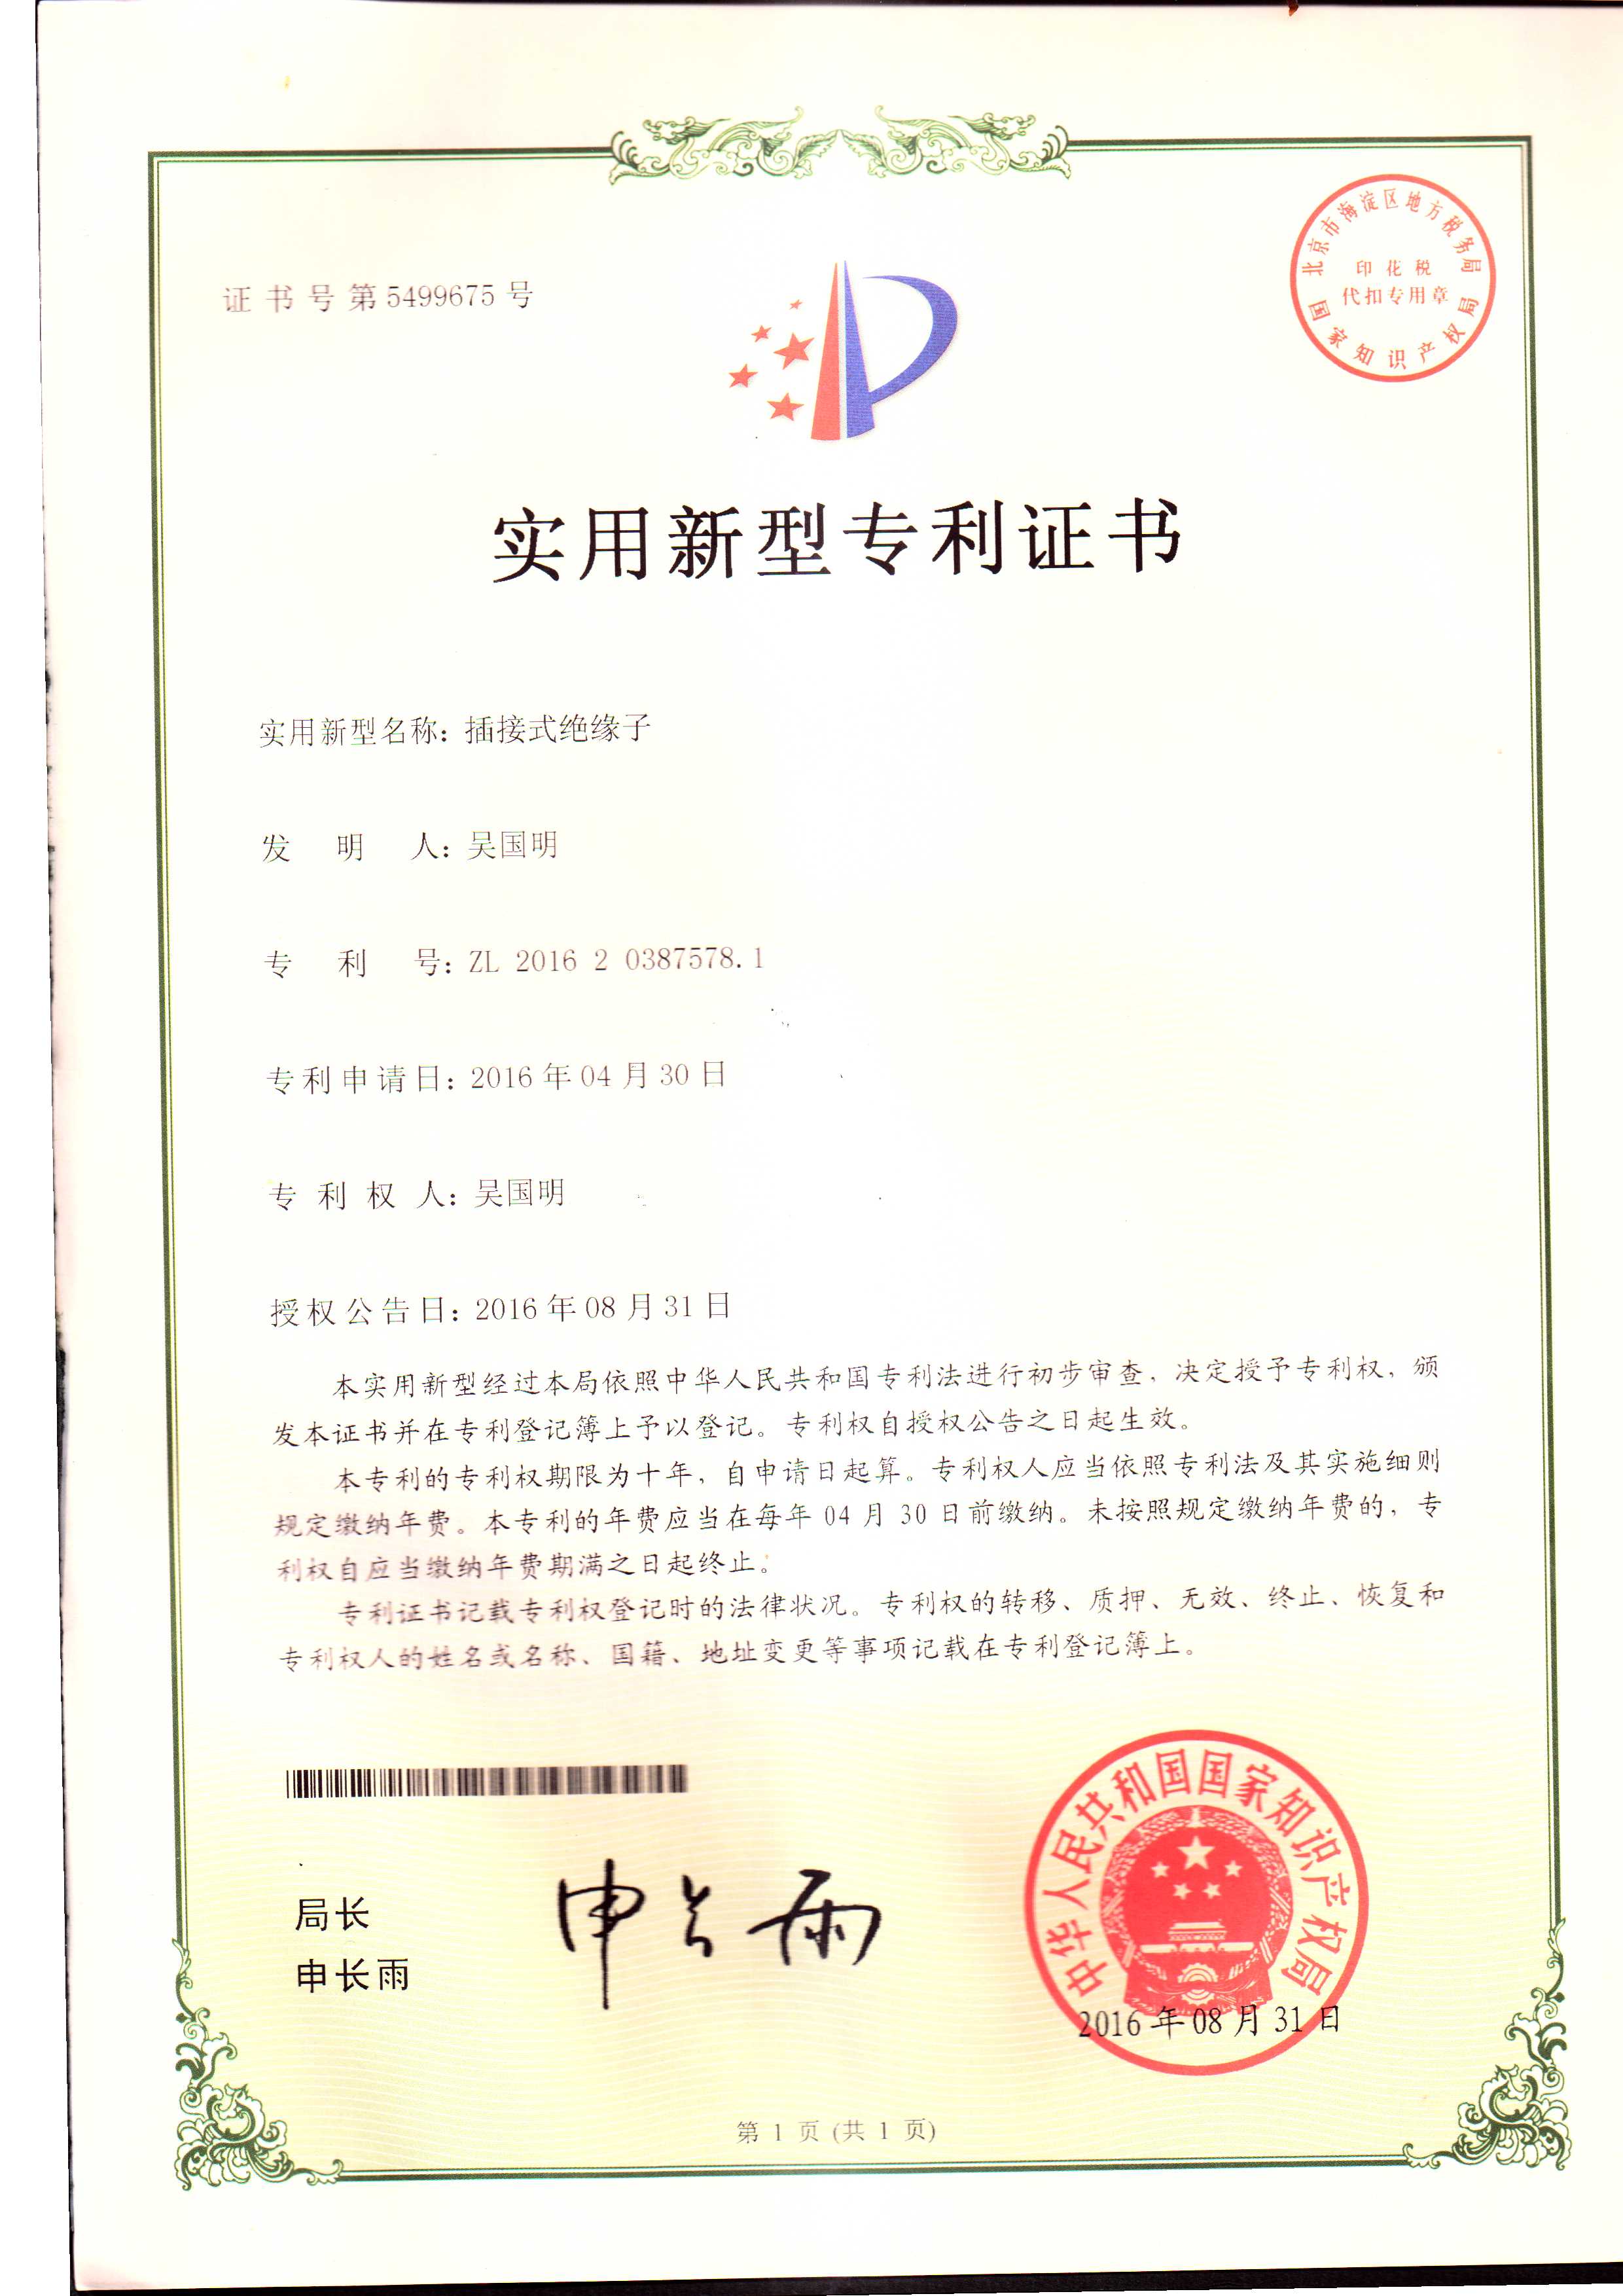 证书号第5499675号
北京市海淀区地方税务局
印花税
代扣专用章
国家知识产权局
实用新型专利证书
实用新型名称：插接式绝缘子
发明人：吴国明
专利号：ZL 2016 2 0387578.1
专利申请日：2016年04月30日
专利权人：吴国明
授权公告日：2016年08月31日
本实用新型经过本局依照中华人民共和国专利法进行初步审查，决定授予专利权，颁
发本证书并在专利登记簿上予以登记。专利权自授权公告之日起生效。
本专利的专利权期限为十年，自申请日起算。专利权人应当依照专利法及其实施细则
规定缴纳年费。本专利的年费应当在每年 04 月 30 日前缴纳。未按照规定缴纳年费的，专
利权自应当缴纳年费期满之日起终止。
专利证书记载专利权登记时的法律状况。专利权的转移、质押、无效、终止、恢复和
专利权人的姓名或名称、国籍、地址变更等事项记载在专利登记簿上。
局长
申长雨
申长雨
中华人民共和国国家知识产权局
2016年08月31日
第 1 页 (共 1 页)